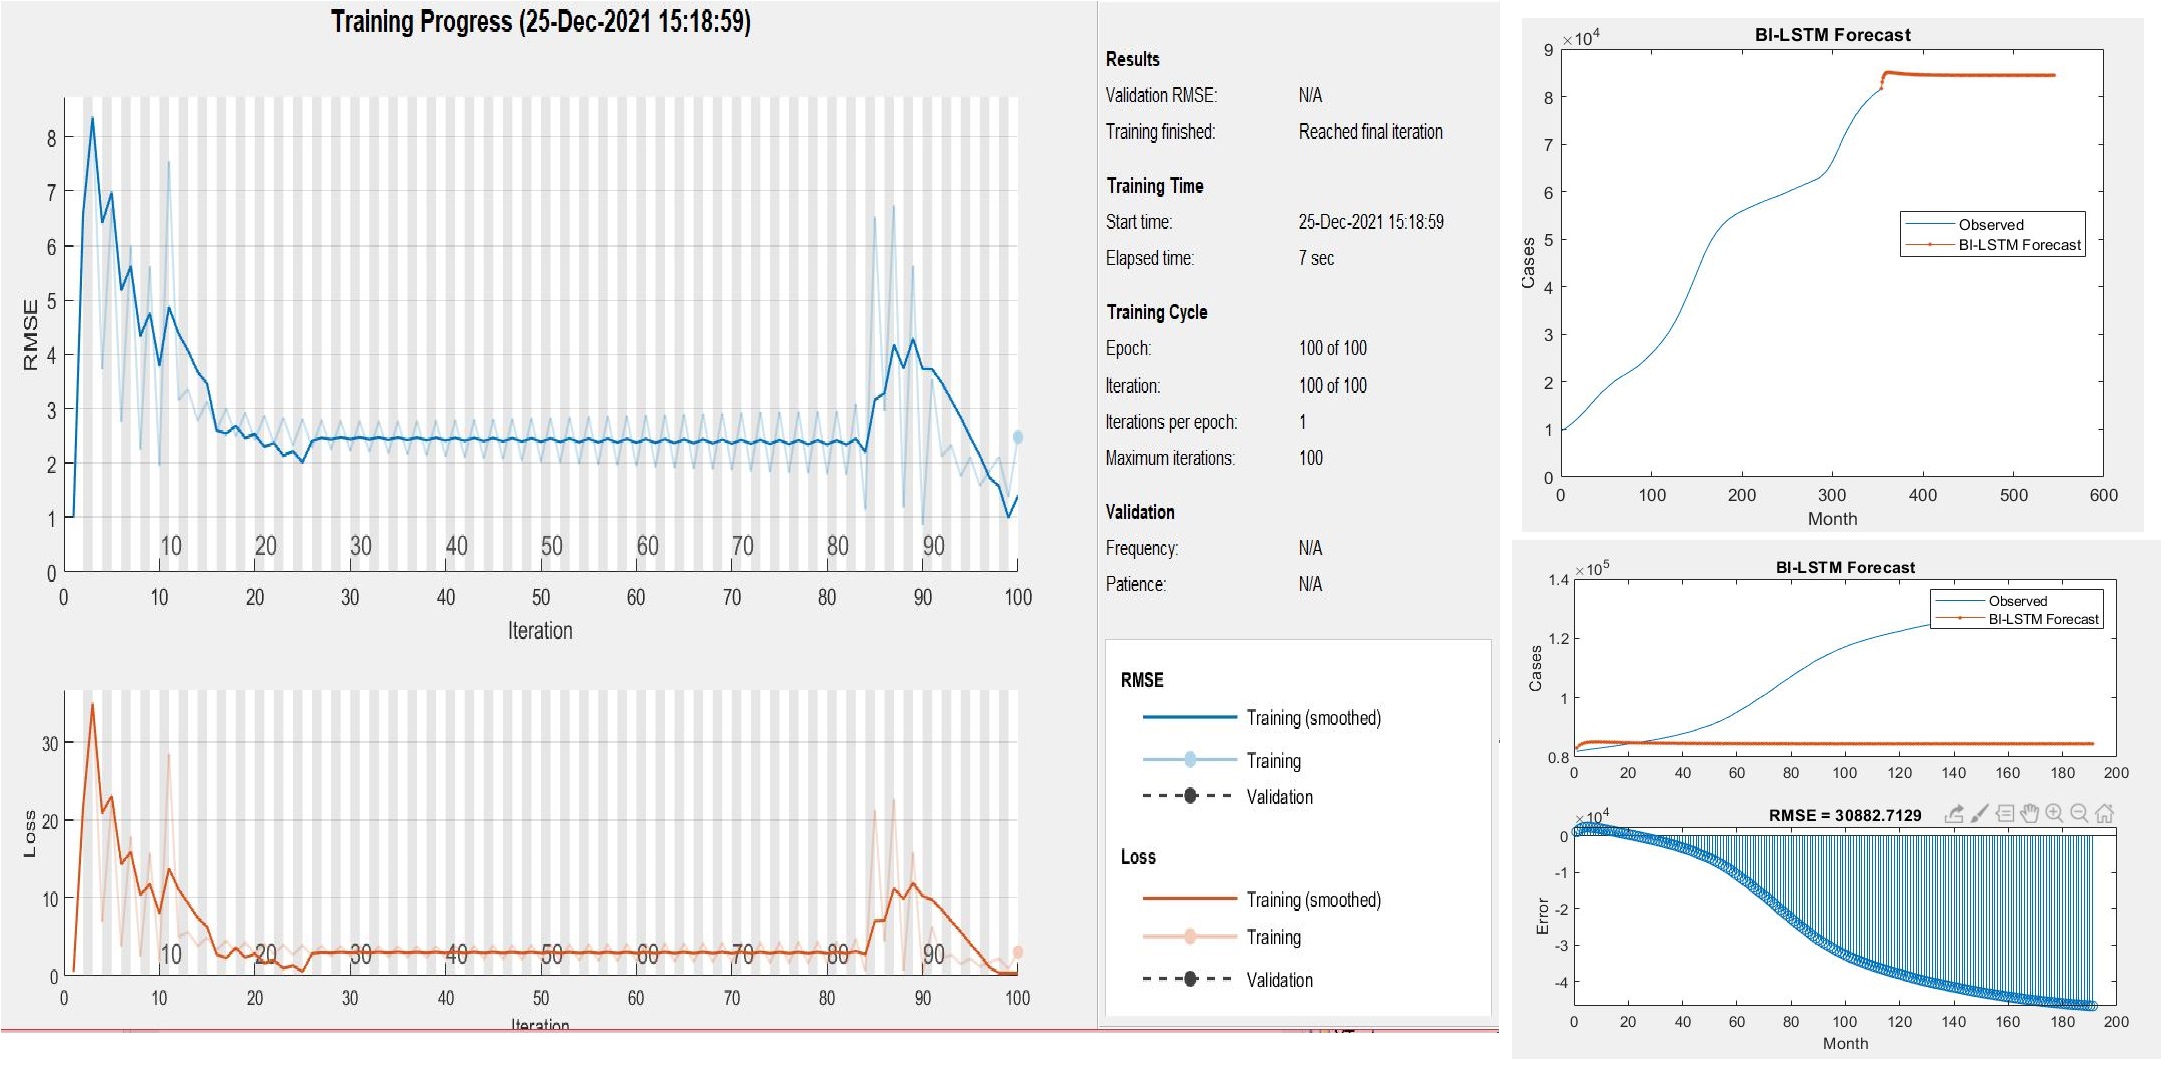 Training Progress (25-Dec-2021 15:18:59)
RMSE
8
7
6
5
4
3
2
1
0
10 20 30 40 50 60 70 80 90
0 10 20 30 40 50 60 70 80 90 100
Iteration
Loss
30
20
10
0
10 20 30 40 50 60 70 80 90
0 10 20 30 40 50 60 70 80 90 100
Iteration
Results
Validation RMSE: N/A
Training finished: Reached final iteration
Training Time
Start time: 25-Dec-2021 15:18:59
Elapsed time: 7 sec
Training Cycle
Epoch: 100 of 100
Iteration: 100 of 100
Iterations per epoch: 1
Maximum iterations: 100
Validation
Frequency: N/A
Patience: N/A
RMSE
Training (smoothed)
Training
Validation
Loss
Training (smoothed)
Training
Validation
BI-LSTM Forecast
×10⁴
Cases
9
8
7
6
5
4
3
2
1
0
Observed
BI-LSTM Forecast
0 100 200 300 400 500 600
Month
BI-LSTM Forecast
×10⁵
Cases
1.4
1.2
1
0.8
Observed
BI-LSTM Forecast
0 20 40 60 80 100 120 140 160 180 200
RMSE = 30882.7129
×10⁴
Error
0
-1
-2
-3
-4
0 20 40 60 80 100 120 140 160 180 200
Month